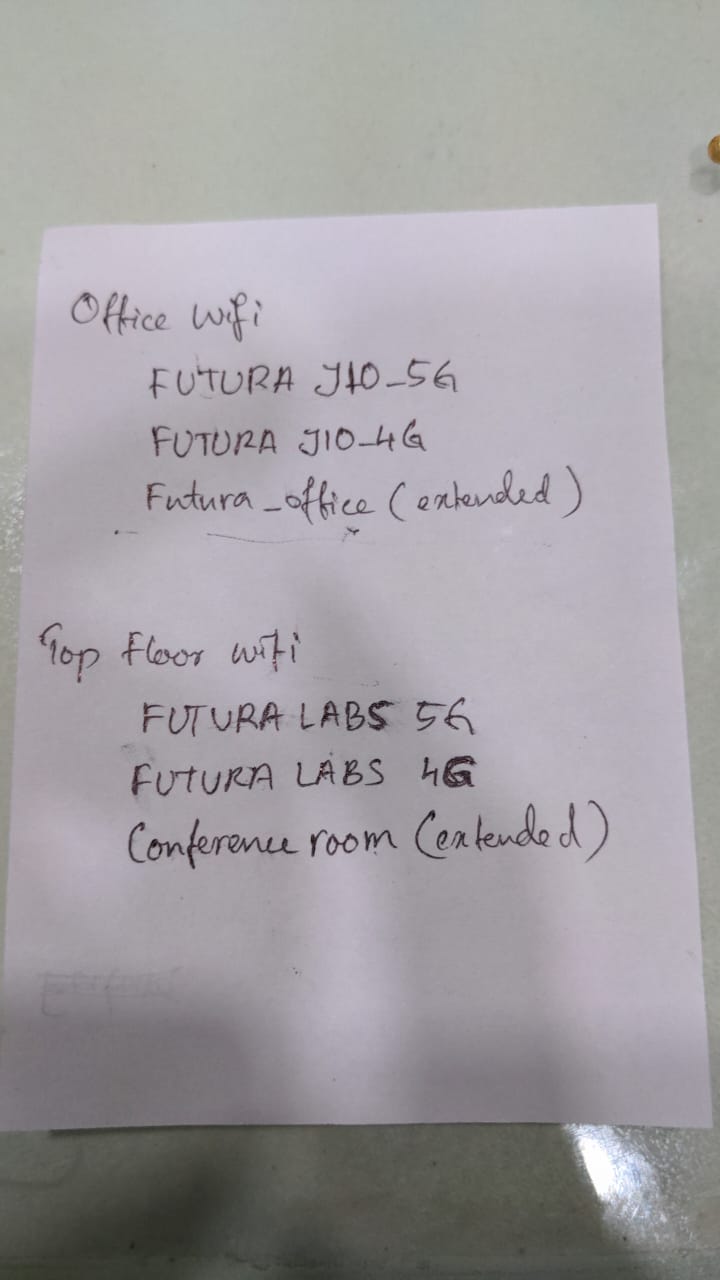 Office Wifi
FUTURA JIO_5G
FUTURA JIO_4G
Futura_office (extended)
Top Floor wifi
FUTURA LABS 5G
FUTURA LABS 4G
Conference room (extended)